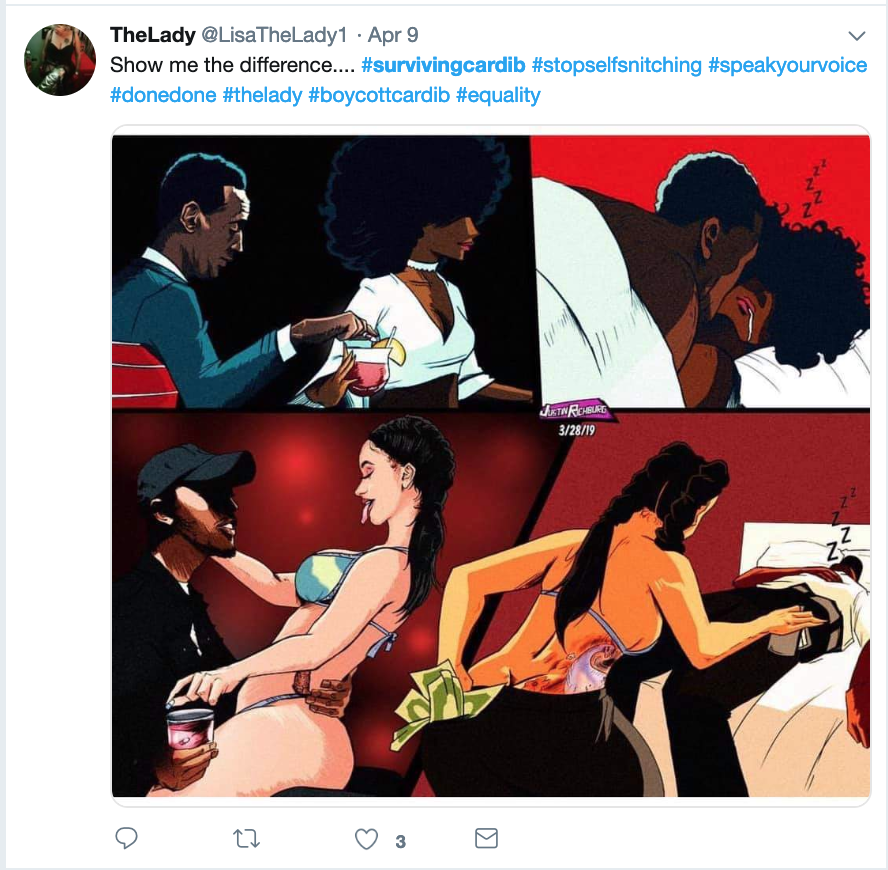 TheLady @LisaTheLady1 · Apr 9
Show me the difference.... #survivingcardib #stopselfsnitching #speakyourvoice
#donedone #thelady #boycottcardib #equality
z z z z
JUSTIN RICHBURG
3/28/19
z z z z
3